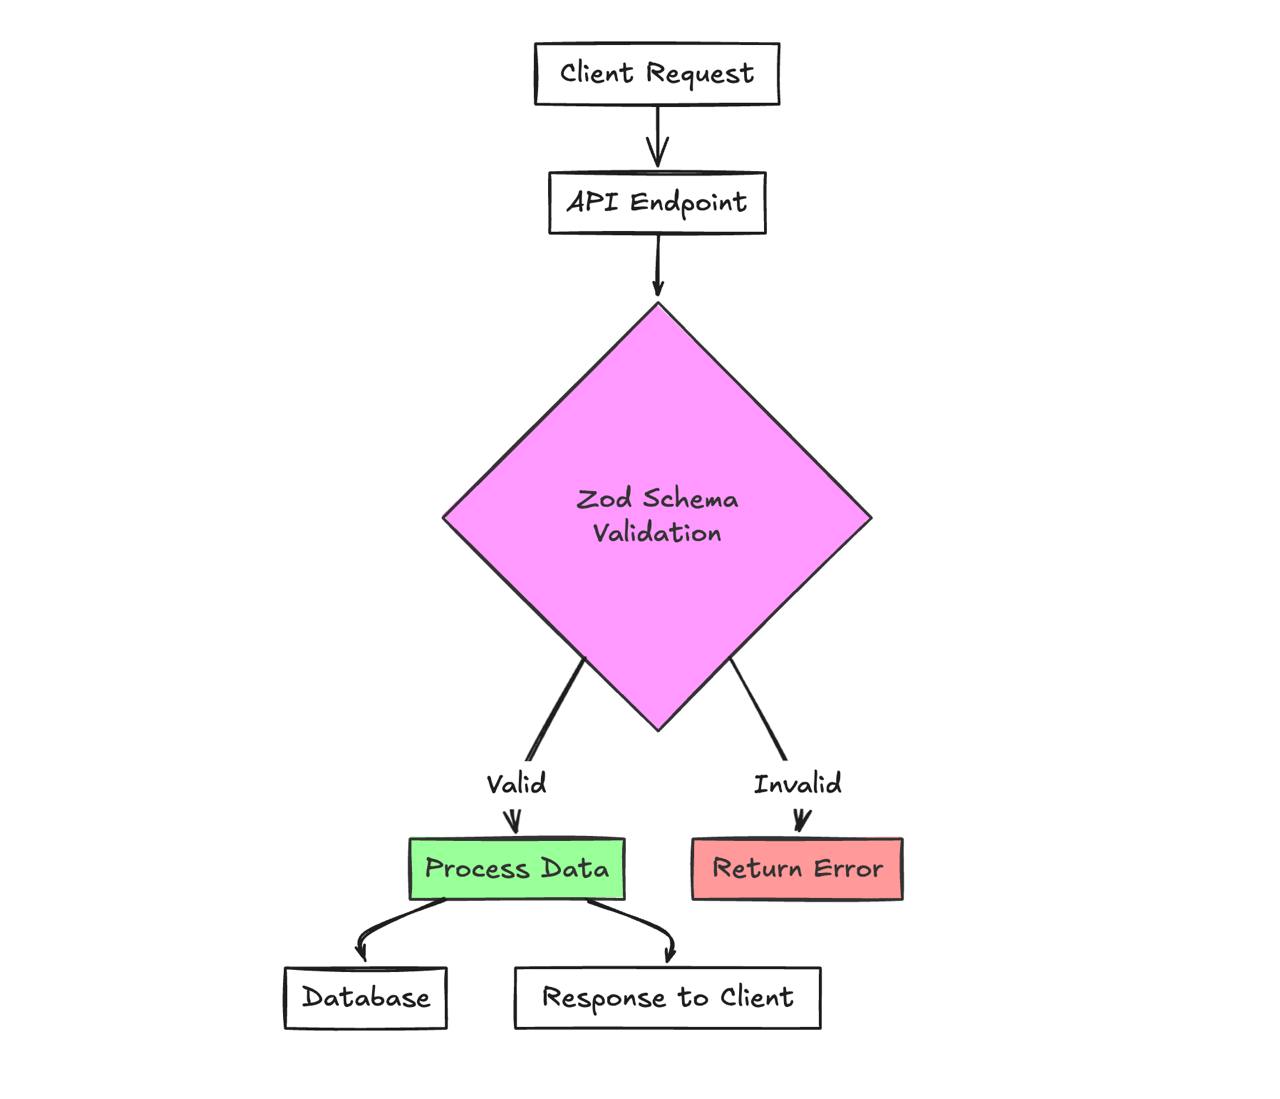 Client Request
API Endpoint
Zod Schema
Validation
Valid
Invalid
Process Data
Return Error
Database
Response to Client